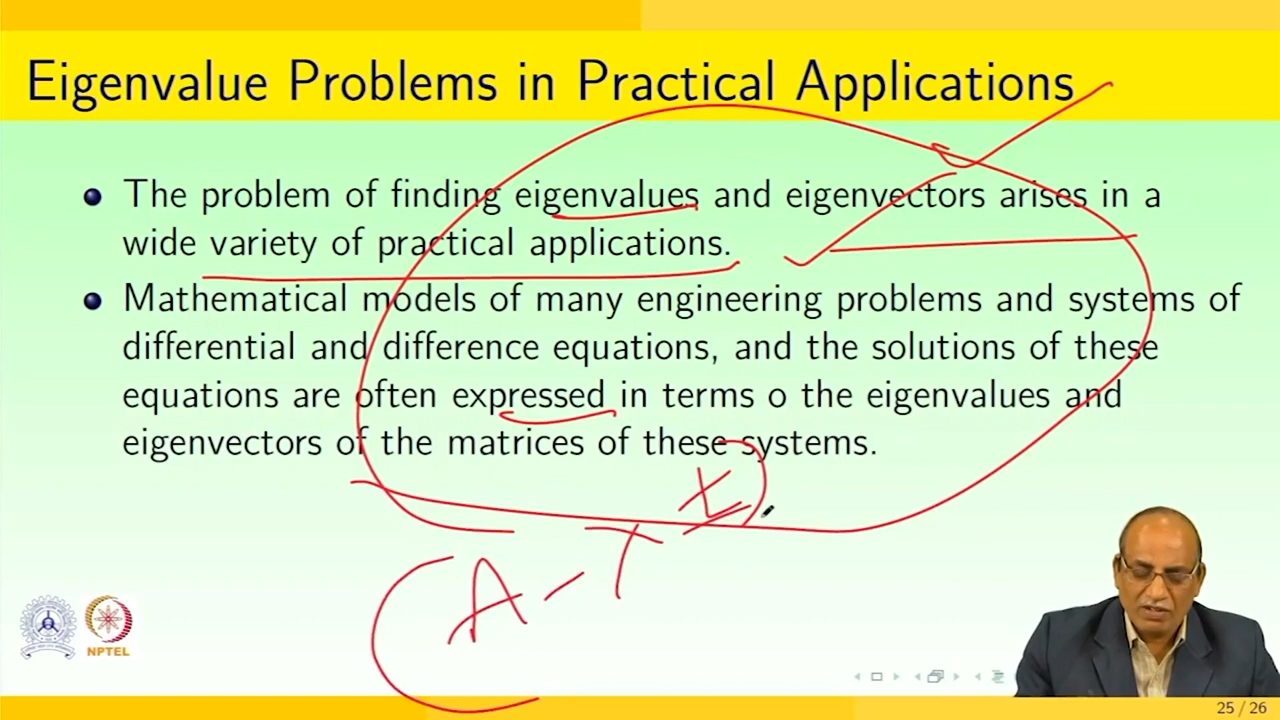 Eigenvalue Problems in Practical Applications
The problem of finding eigenvalues and eigenvectors arises in a
wide variety of practical applications.
Mathematical models of many engineering problems and systems of
differential and difference equations, and the solutions of these
equations are often expressed in terms o the eigenvalues and
eigenvectors of the matrices of these systems.
A -
NPTEL
25 / 26